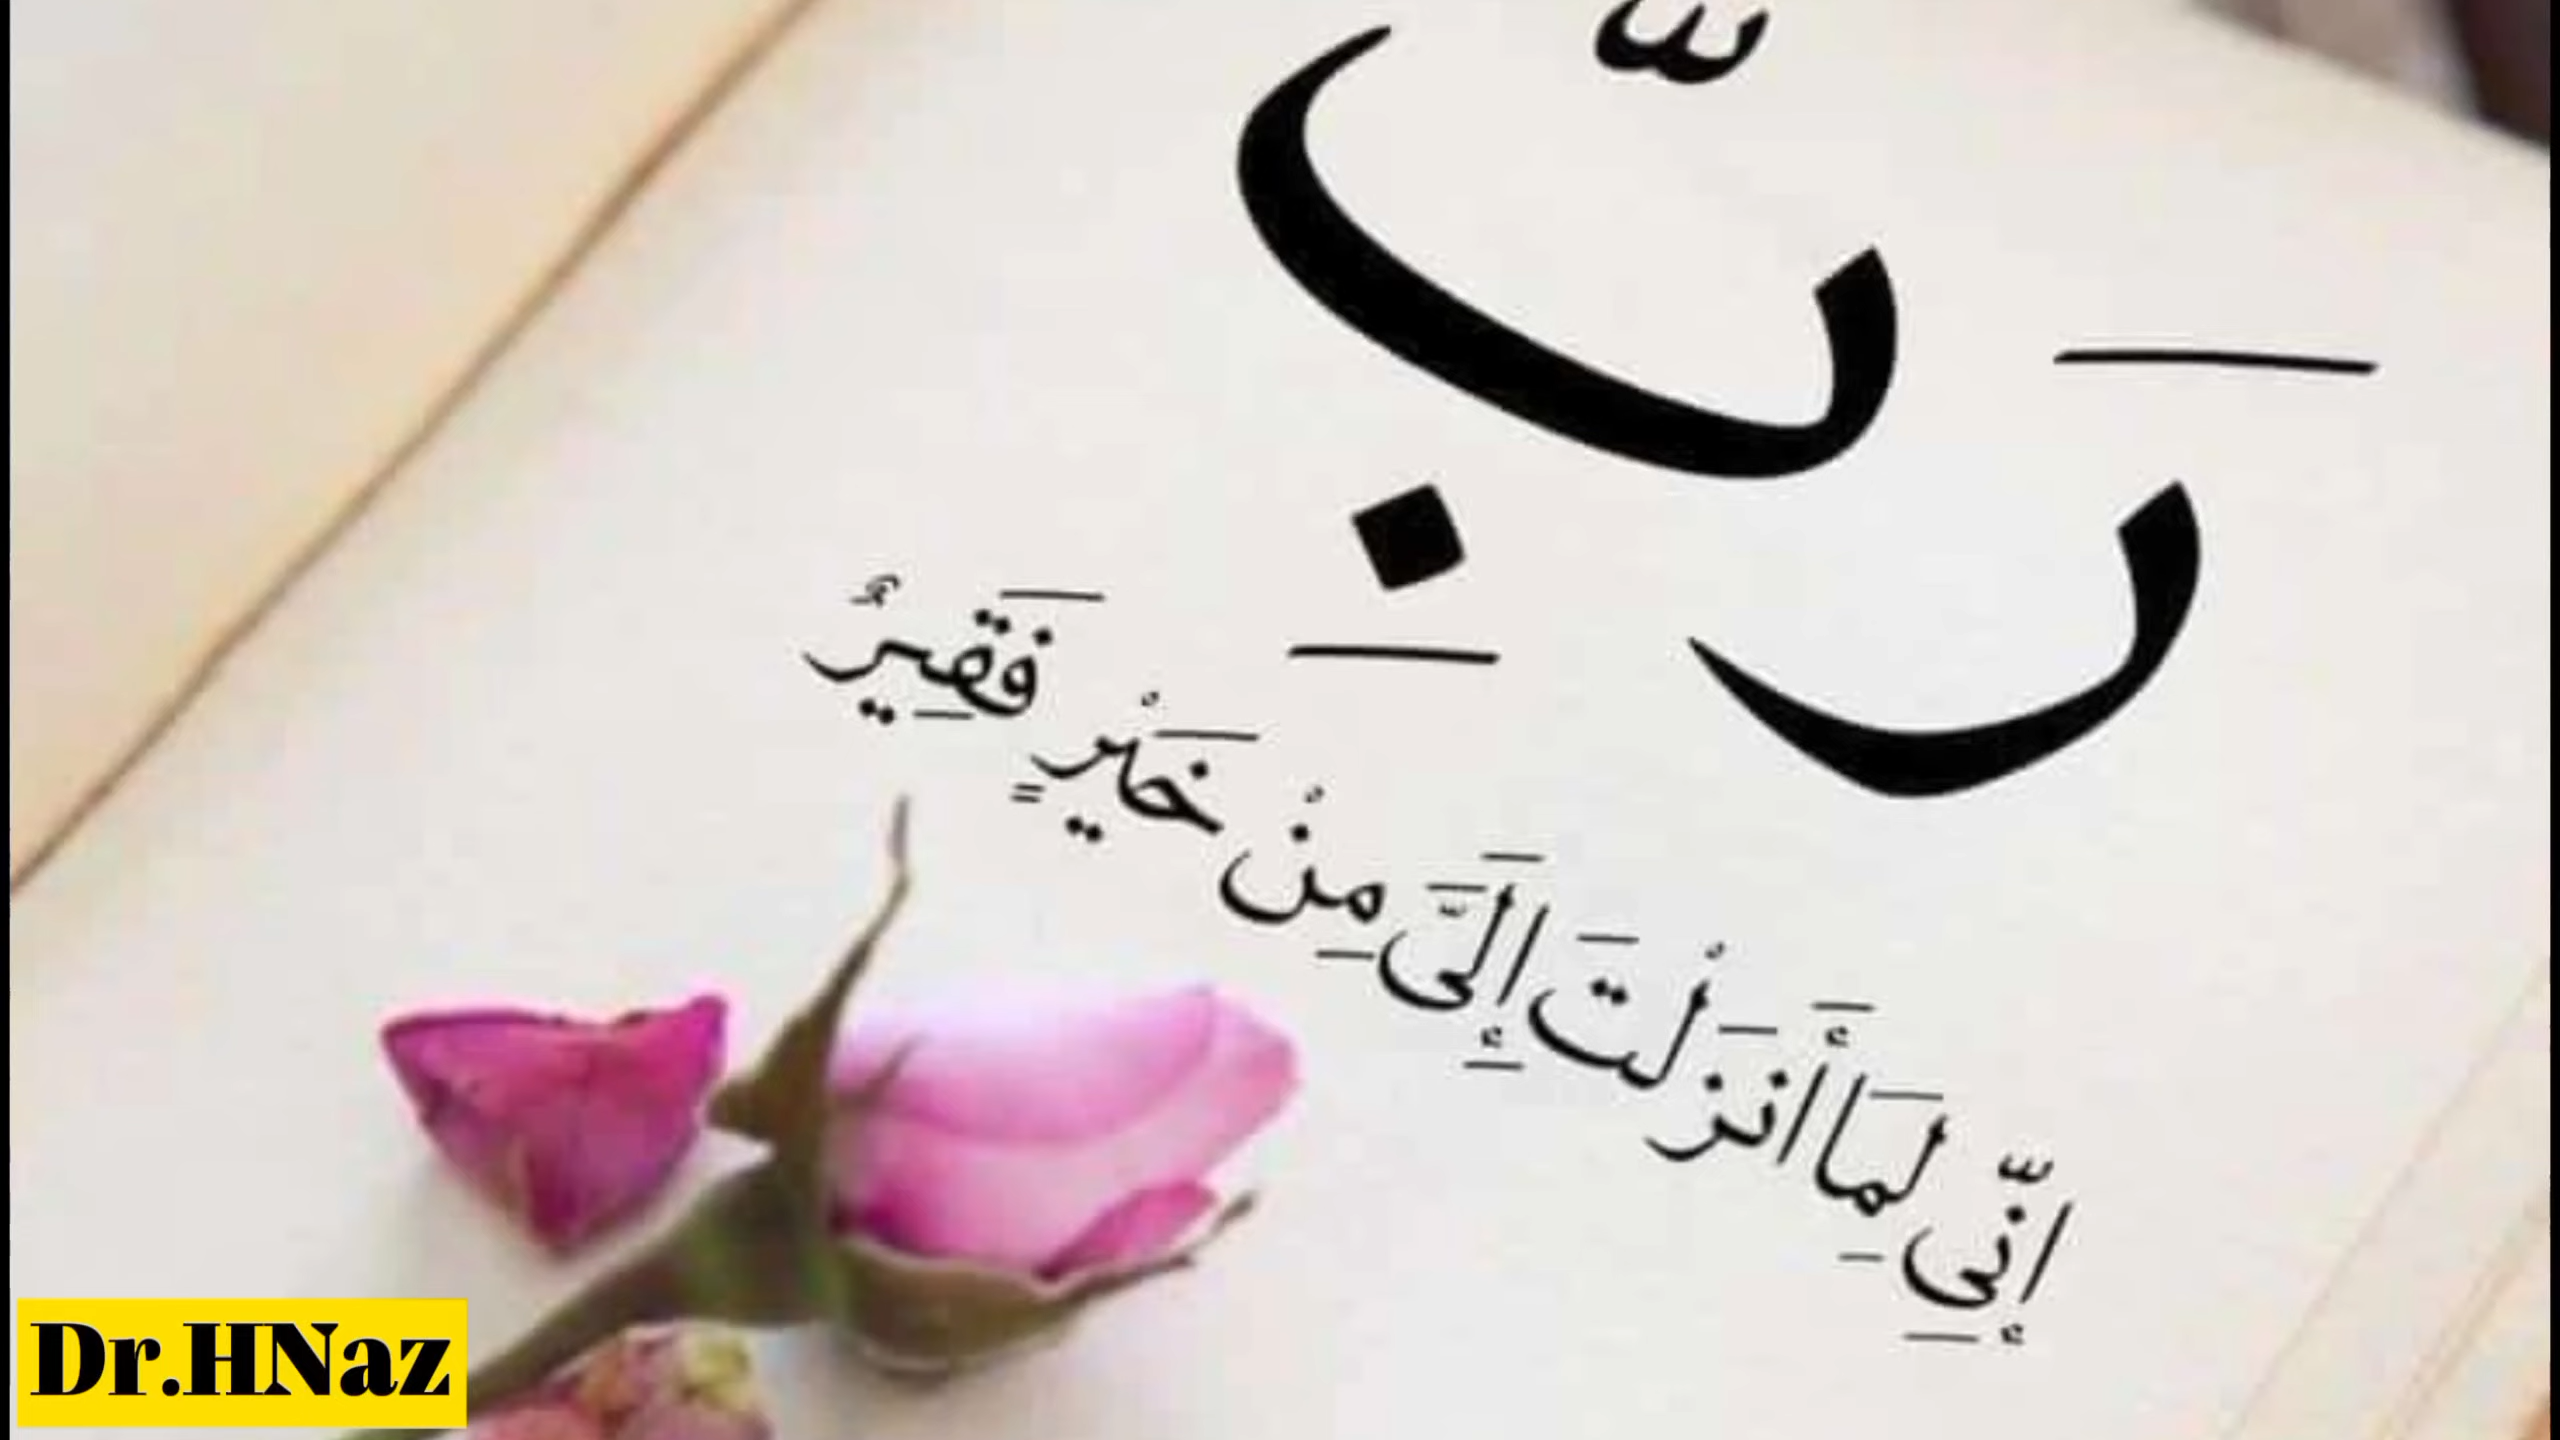 رَبِّ
إِنِّي لِمَا أَنزَلْتَ إِلَيَّ مِنْ خَيْرٍ فَقِيرٌ
Dr.HNaz